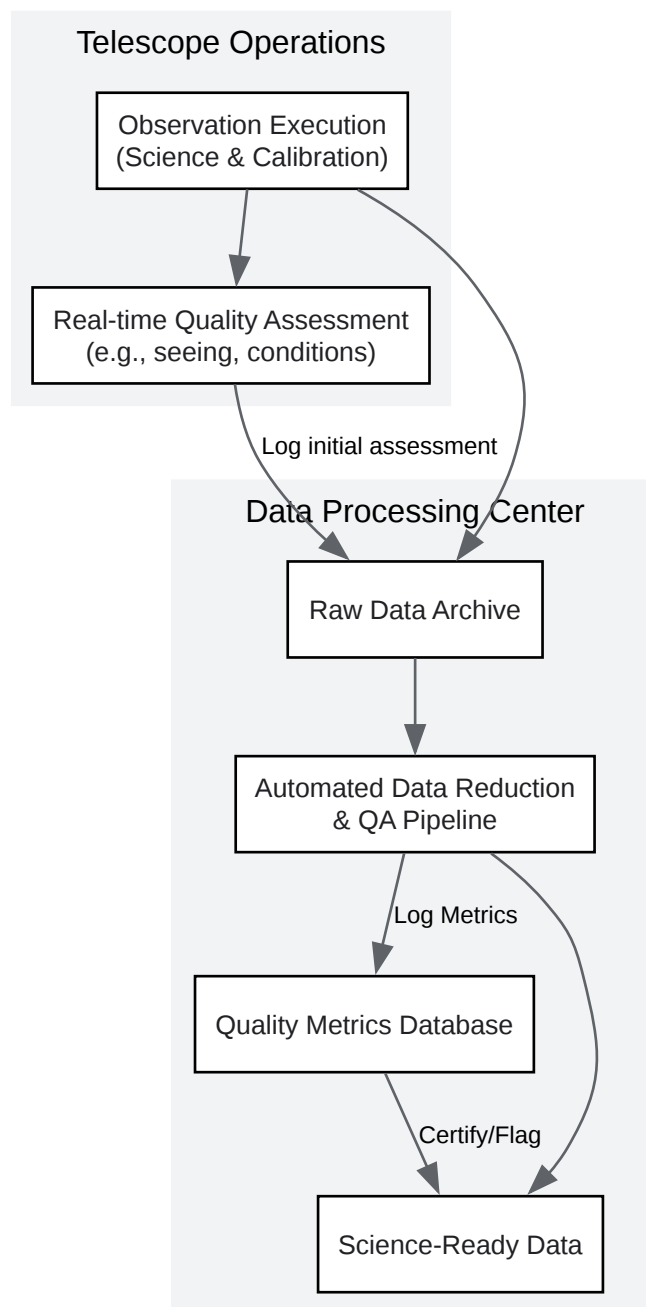 Telescope Operations
Observation Execution
(Science & Calibration)
Real-time Quality Assessment
(e.g., seeing, conditions)
Log initial assessment
Data Processing Center
Raw Data Archive
Automated Data Reduction
& QA Pipeline
Log Metrics
Quality Metrics Database
Certify/Flag
Science-Ready Data